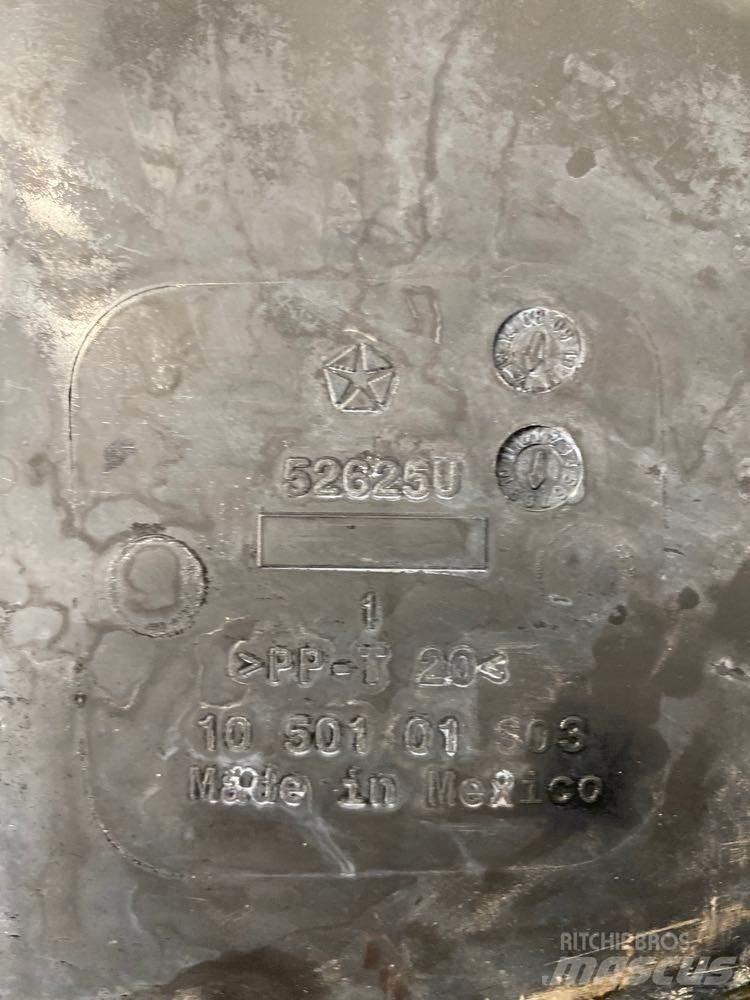 52625U
1
>PP-T 20<
10 501 01 S03
Made in Mexico
RITCHIE BROS
mascus